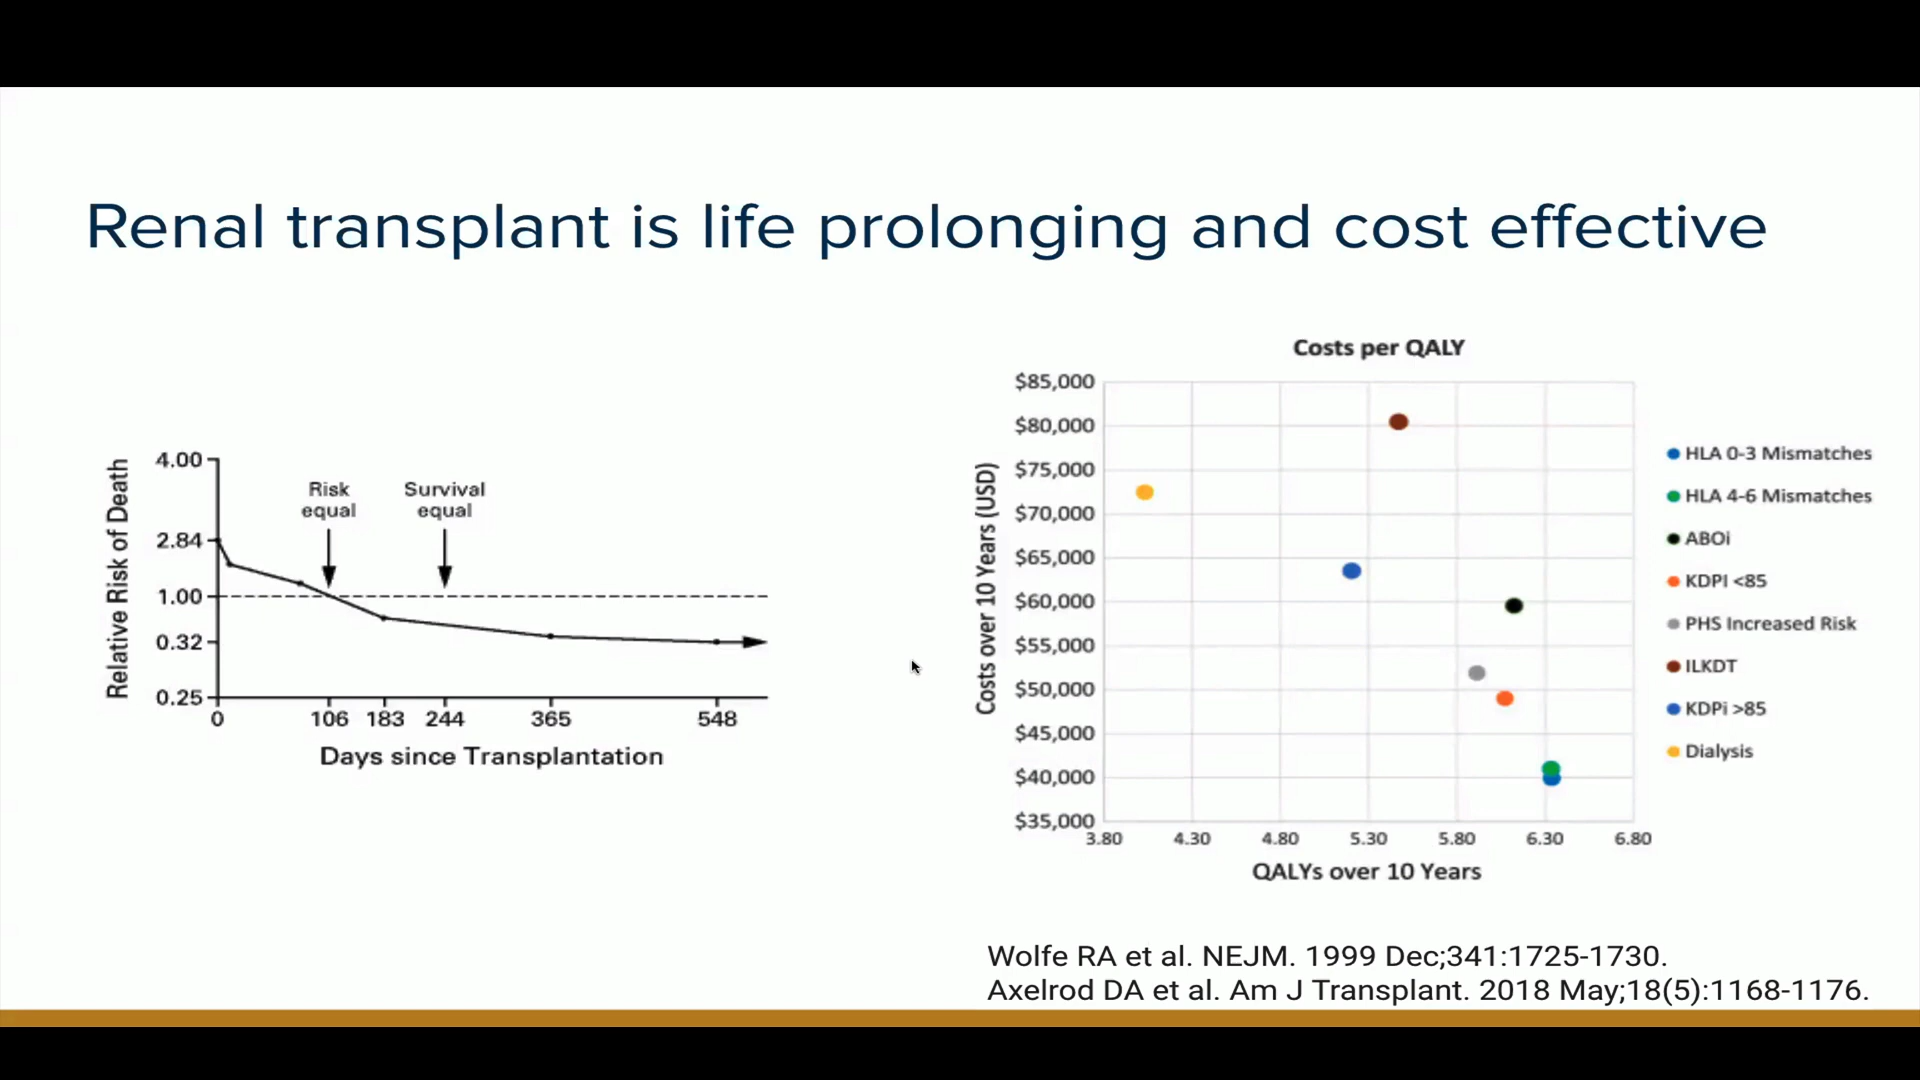 Renal transplant is life prolonging and cost effective
Relative Risk of Death
4.00
2.84
1.00
0.32
0.25
Risk
equal
Survival
equal
0 106 183 244 365 548
Days since Transplantation
Costs per QALY
Costs over 10 Years (USD)
$85,000
$80,000
$75,000
$70,000
$65,000
$60,000
$55,000
$50,000
$45,000
$40,000
$35,000
3.80 4.30 4.80 5.30 5.80 6.30 6.80
QALYs over 10 Years
HLA 0-3 Mismatches
HLA 4-6 Mismatches
ABOi
KDPI <85
PHS Increased Risk
ILKDT
KDPi >85
Dialysis
Wolfe RA et al. NEJM. 1999 Dec;341:1725-1730.
Axelrod DA et al. Am J Transplant. 2018 May;18(5):1168-1176.